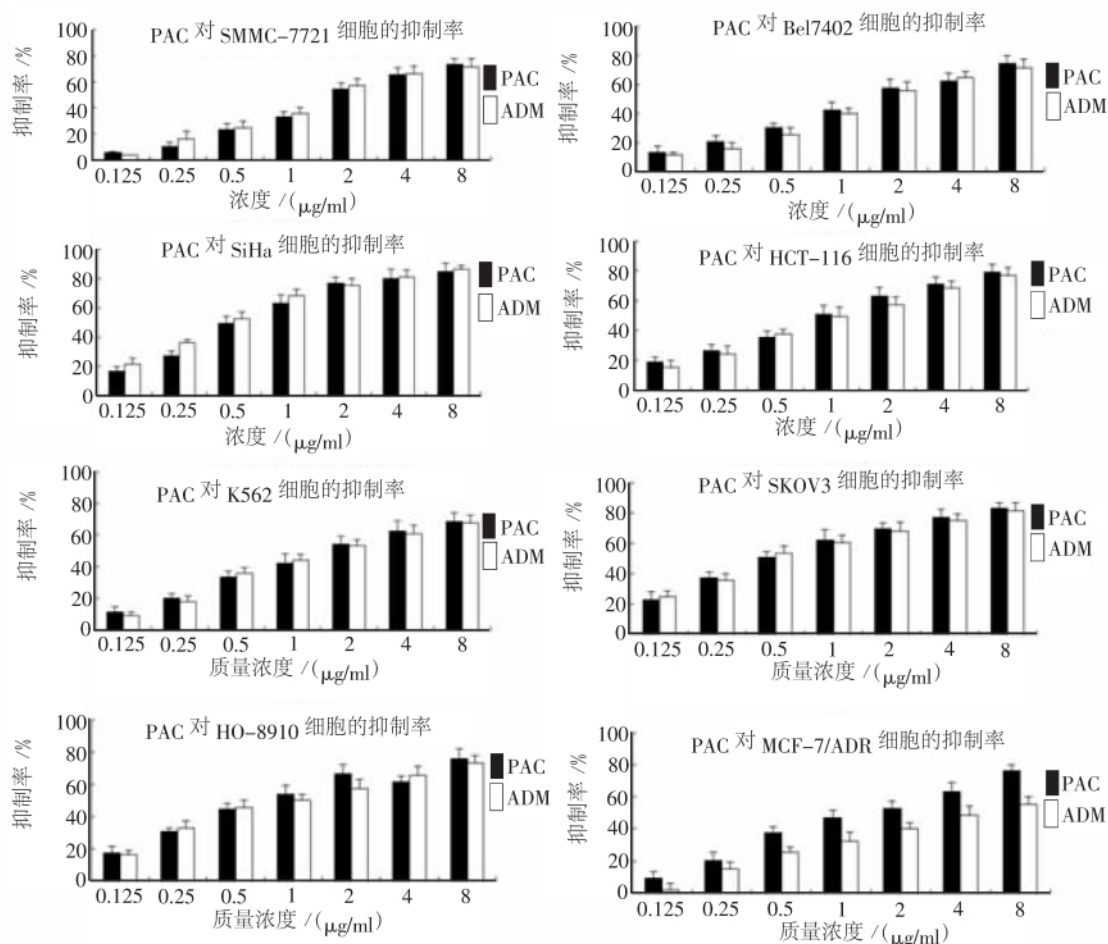 PAC 对 SMMC-7721 细胞的抑制率
抑制率 /%
80
60
40
20
0
PAC
ADM
0.125 0.25 0.5 1 2 4 8
浓度 /(μg/ml)
PAC 对 Bel7402 细胞的抑制率
抑制率 /%
100
80
60
40
20
0
PAC
ADM
0.125 0.25 0.5 1 2 4 8
浓度 /(μg/ml)
PAC 对 SiHa 细胞的抑制率
抑制率 /%
100
80
60
40
20
0
PAC
ADM
0.125 0.25 0.5 1 2 4 8
浓度 /(μg/ml)
PAC 对 HCT-116 细胞的抑制率
抑制率 /%
100
80
60
40
20
0
PAC
ADM
0.125 0.25 0.5 1 2 4 8
浓度 /(μg/ml)
PAC 对 K562 细胞的抑制率
抑制率 /%
100
80
60
40
20
0
PAC
ADM
0.125 0.25 0.5 1 2 4 8
质量浓度 /(μg/ml)
PAC 对 SKOV3 细胞的抑制率
抑制率 /%
100
80
60
40
20
0
PAC
ADM
0.125 0.25 0.5 1 2 4 8
质量浓度 /(μg/ml)
PAC 对 HO-8910 细胞的抑制率
抑制率 /%
100
80
60
40
20
0
PAC
ADM
0.125 0.25 0.5 1 2 4 8
质量浓度 /(μg/ml)
PAC 对 MCF-7/ADR 细胞的抑制率
抑制率 /%
100
80
60
40
20
0
PAC
ADM
0.125 0.25 0.5 1 2 4 8
质量浓度 /(μg/ml)